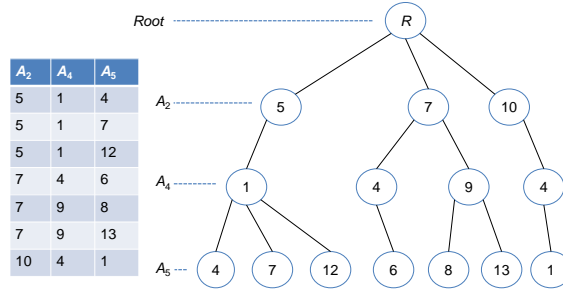 Root R
A2 A4 A5
5 1 4
5 1 7
5 1 12
7 4 6
7 9 8
7 9 13
10 4 1
A2 5 7 10
A4 1 4 9 4
A5 4 7 12 6 8 13 1